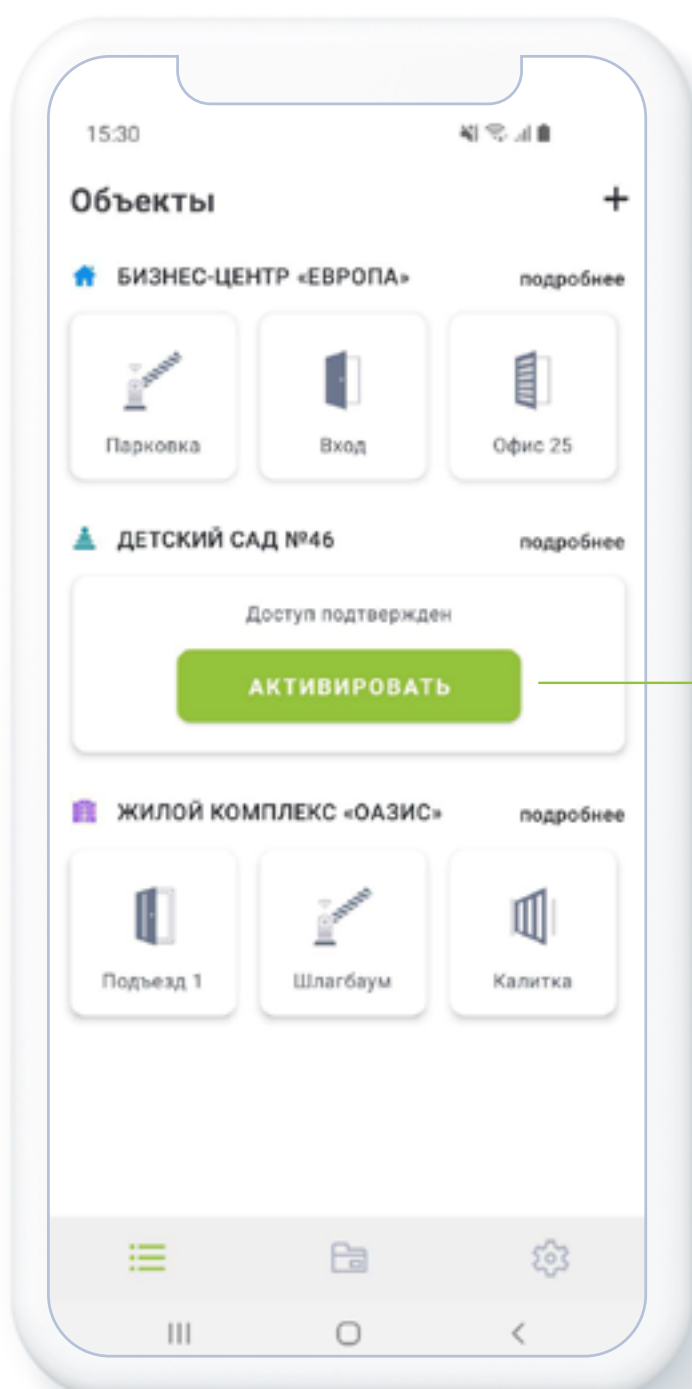 15:30
Объекты +
БИЗНЕС-ЦЕНТР «ЕВРОПА» подробнее
Парковка Вход Офис 25
ДЕТСКИЙ САД №46 подробнее
Доступ подтвержден
АКТИВИРОВАТЬ
ЖИЛОЙ КОМПЛЕКС «ОАЗИС» подробнее
Подъезд 1 Шлагбаум Калитка